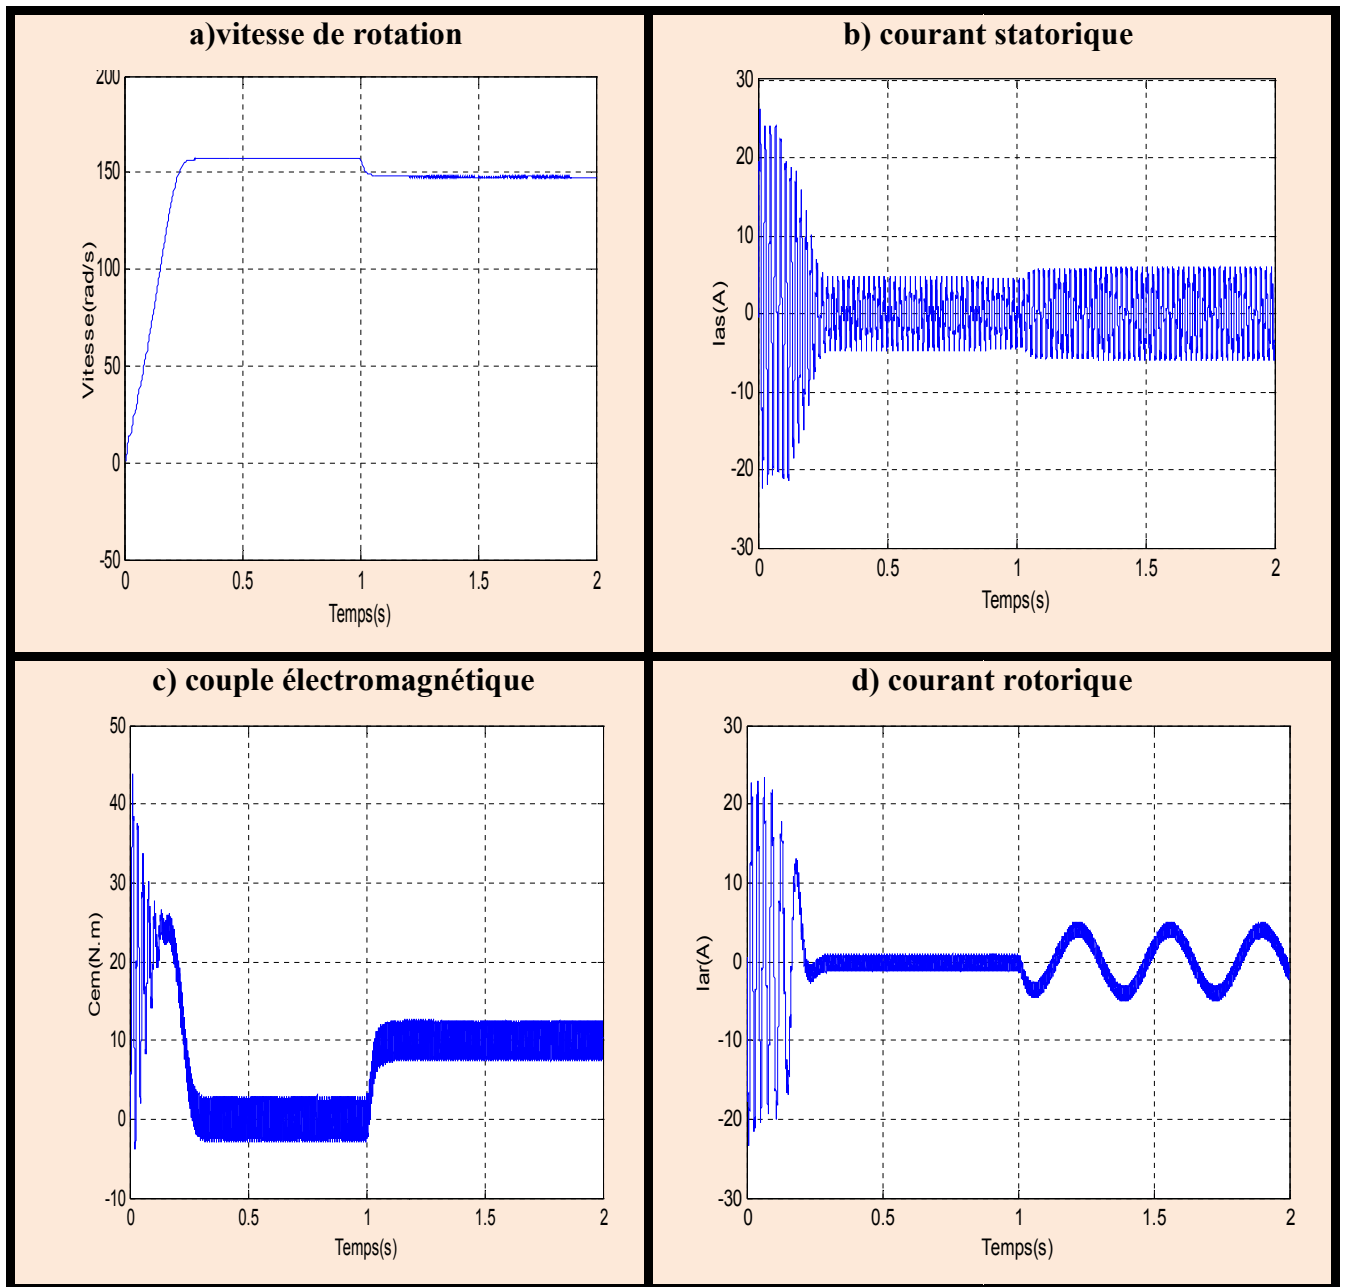 a)vitesse de rotation
200
150
100
50
0
-50
Vitesse(rad/s)
0 0.5 1 1.5 2
Temps(s)
b) courant statorique
30
20
10
0
-10
-20
-30
Ias(A)
0 0.5 1 1.5 2
Temps(s)
c) couple électromagnétique
50
40
30
20
10
0
-10
Cem(N.m)
0 0.5 1 1.5 2
Temps(s)
d) courant rotorique
30
20
10
0
-10
-20
-30
Iar(A)
0 0.5 1 1.5 2
Temps(s)